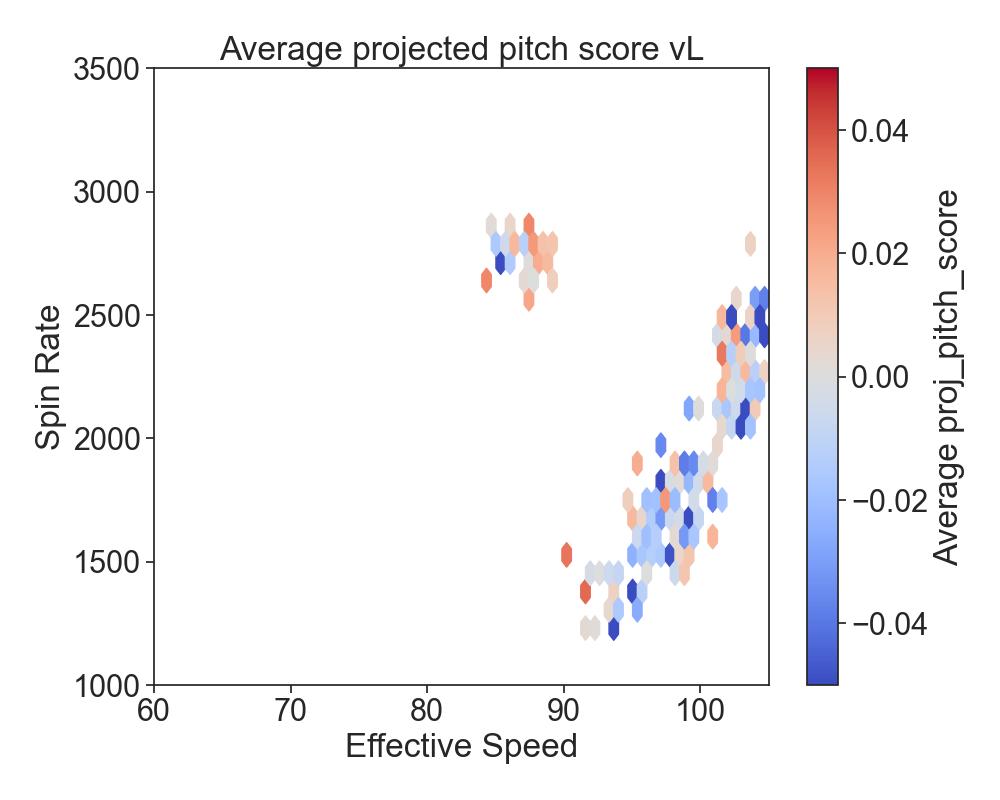 Average projected pitch score vL
Spin Rate
3500
3000
2500
2000
1500
1000
60 70 80 90 100
Effective Speed
0.04
0.02
0.00
−0.02
−0.04
Average proj_pitch_score